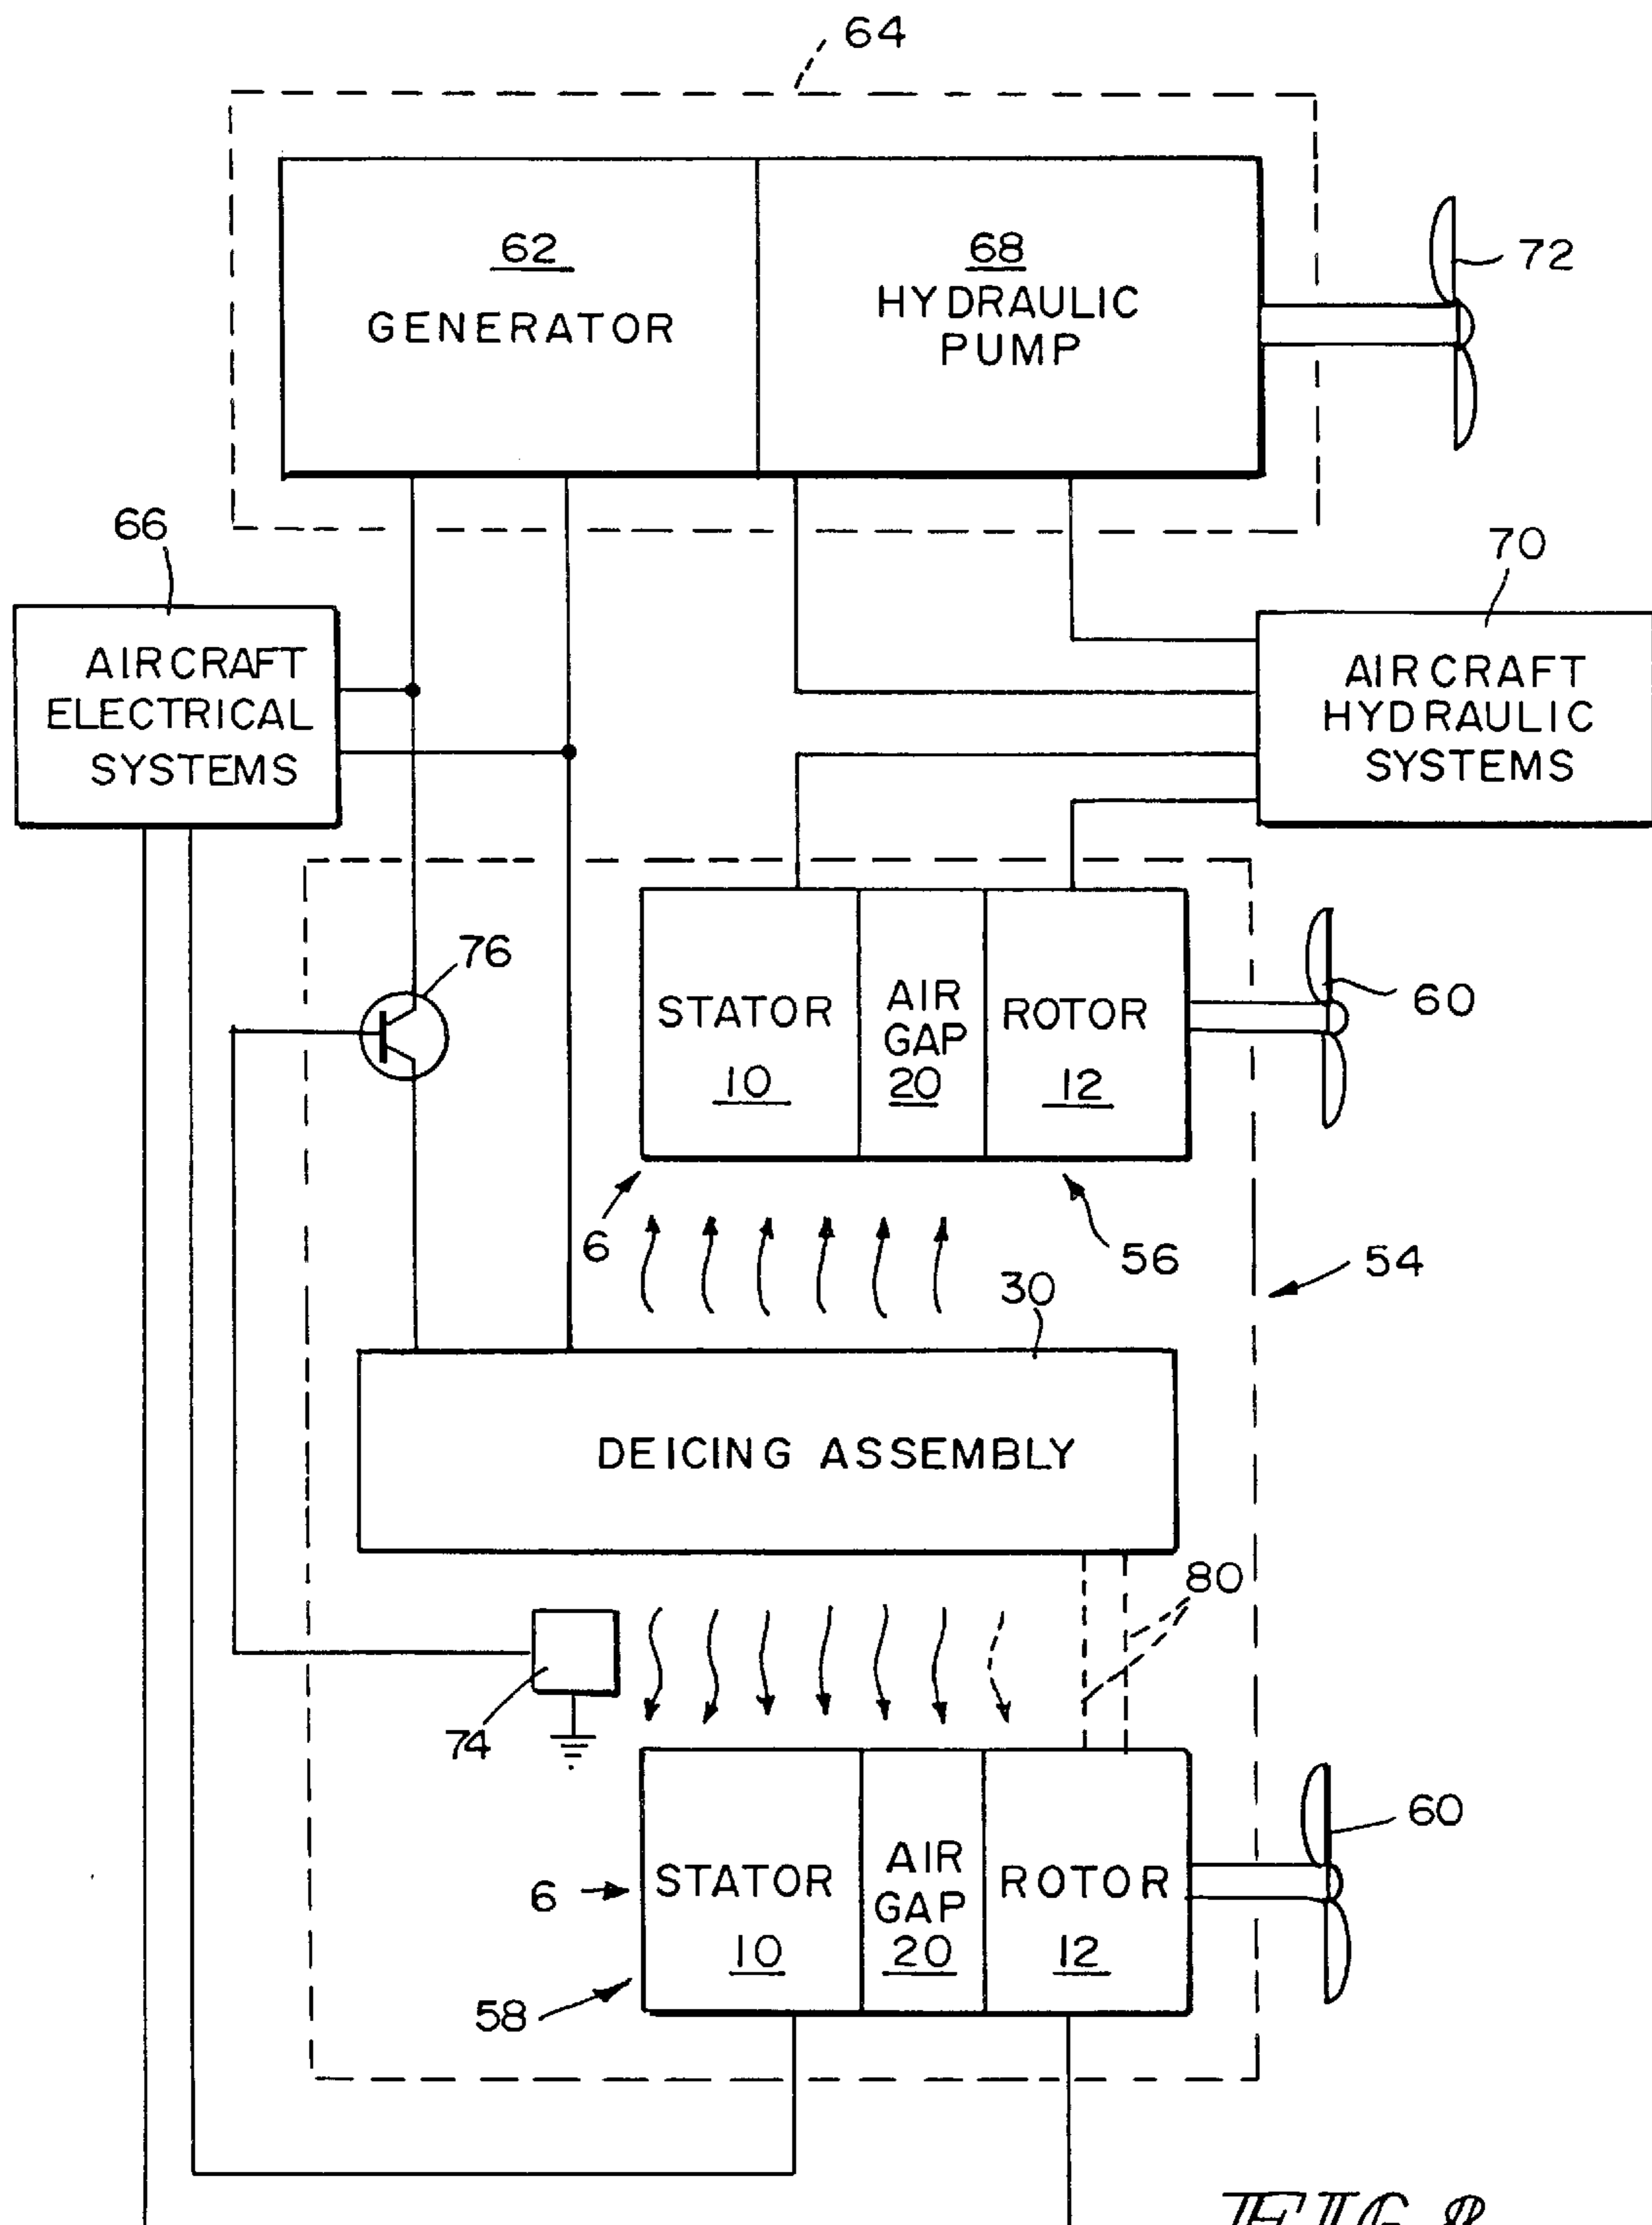 64
62
GENERATOR
68
HYDRAULIC
PUMP
72
66
70
AIRCRAFT
ELECTRICAL
SYSTEMS
AIRCRAFT
HYDRAULIC
SYSTEMS
76
STATOR
10
AIR
GAP
20
ROTOR
12
60
6
56
54
30
DEICING ASSEMBLY
80
74
60
6
STATOR
10
AIR
GAP
20
ROTOR
12
58
FIG 8